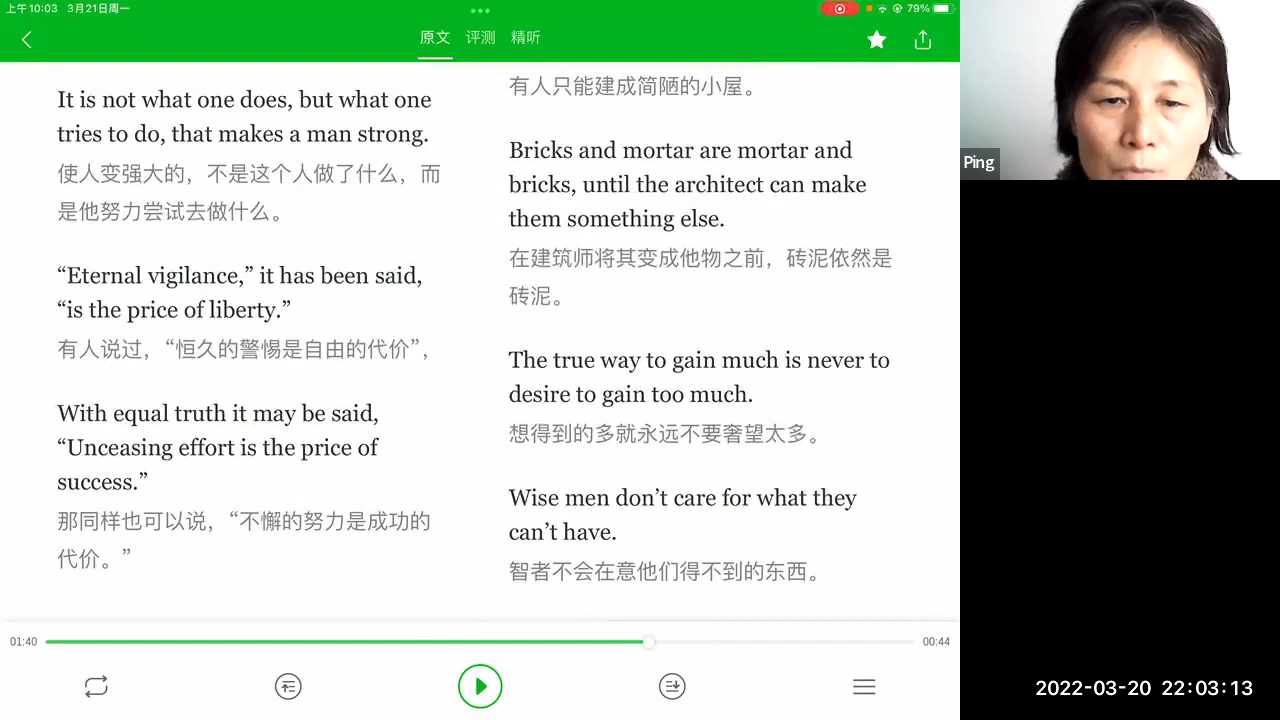 上午10:03 3月21日周一
79%
原文 评测 精听
It is not what one does, but what one
tries to do, that makes a man strong.
使人变强大的，不是这个人做了什么，而
是他努力尝试去做什么。
“Eternal vigilance,” it has been said,
“is the price of liberty.”
有人说过，“恒久的警惕是自由的代价”，
With equal truth it may be said,
“Unceasing effort is the price of
success.”
那同样也可以说，“不懈的努力是成功的
代价。”
有人只能建成简陋的小屋。
Bricks and mortar are mortar and
bricks, until the architect can make
them something else.
在建筑师将其变成他物之前，砖泥依然是
砖泥。
The true way to gain much is never to
desire to gain too much.
想得到的多就永远不要奢望太多。
Wise men don’t care for what they
can’t have.
智者不会在意他们得不到的东西。
01:40
00:44
Ping
2022-03-20 22:03:13